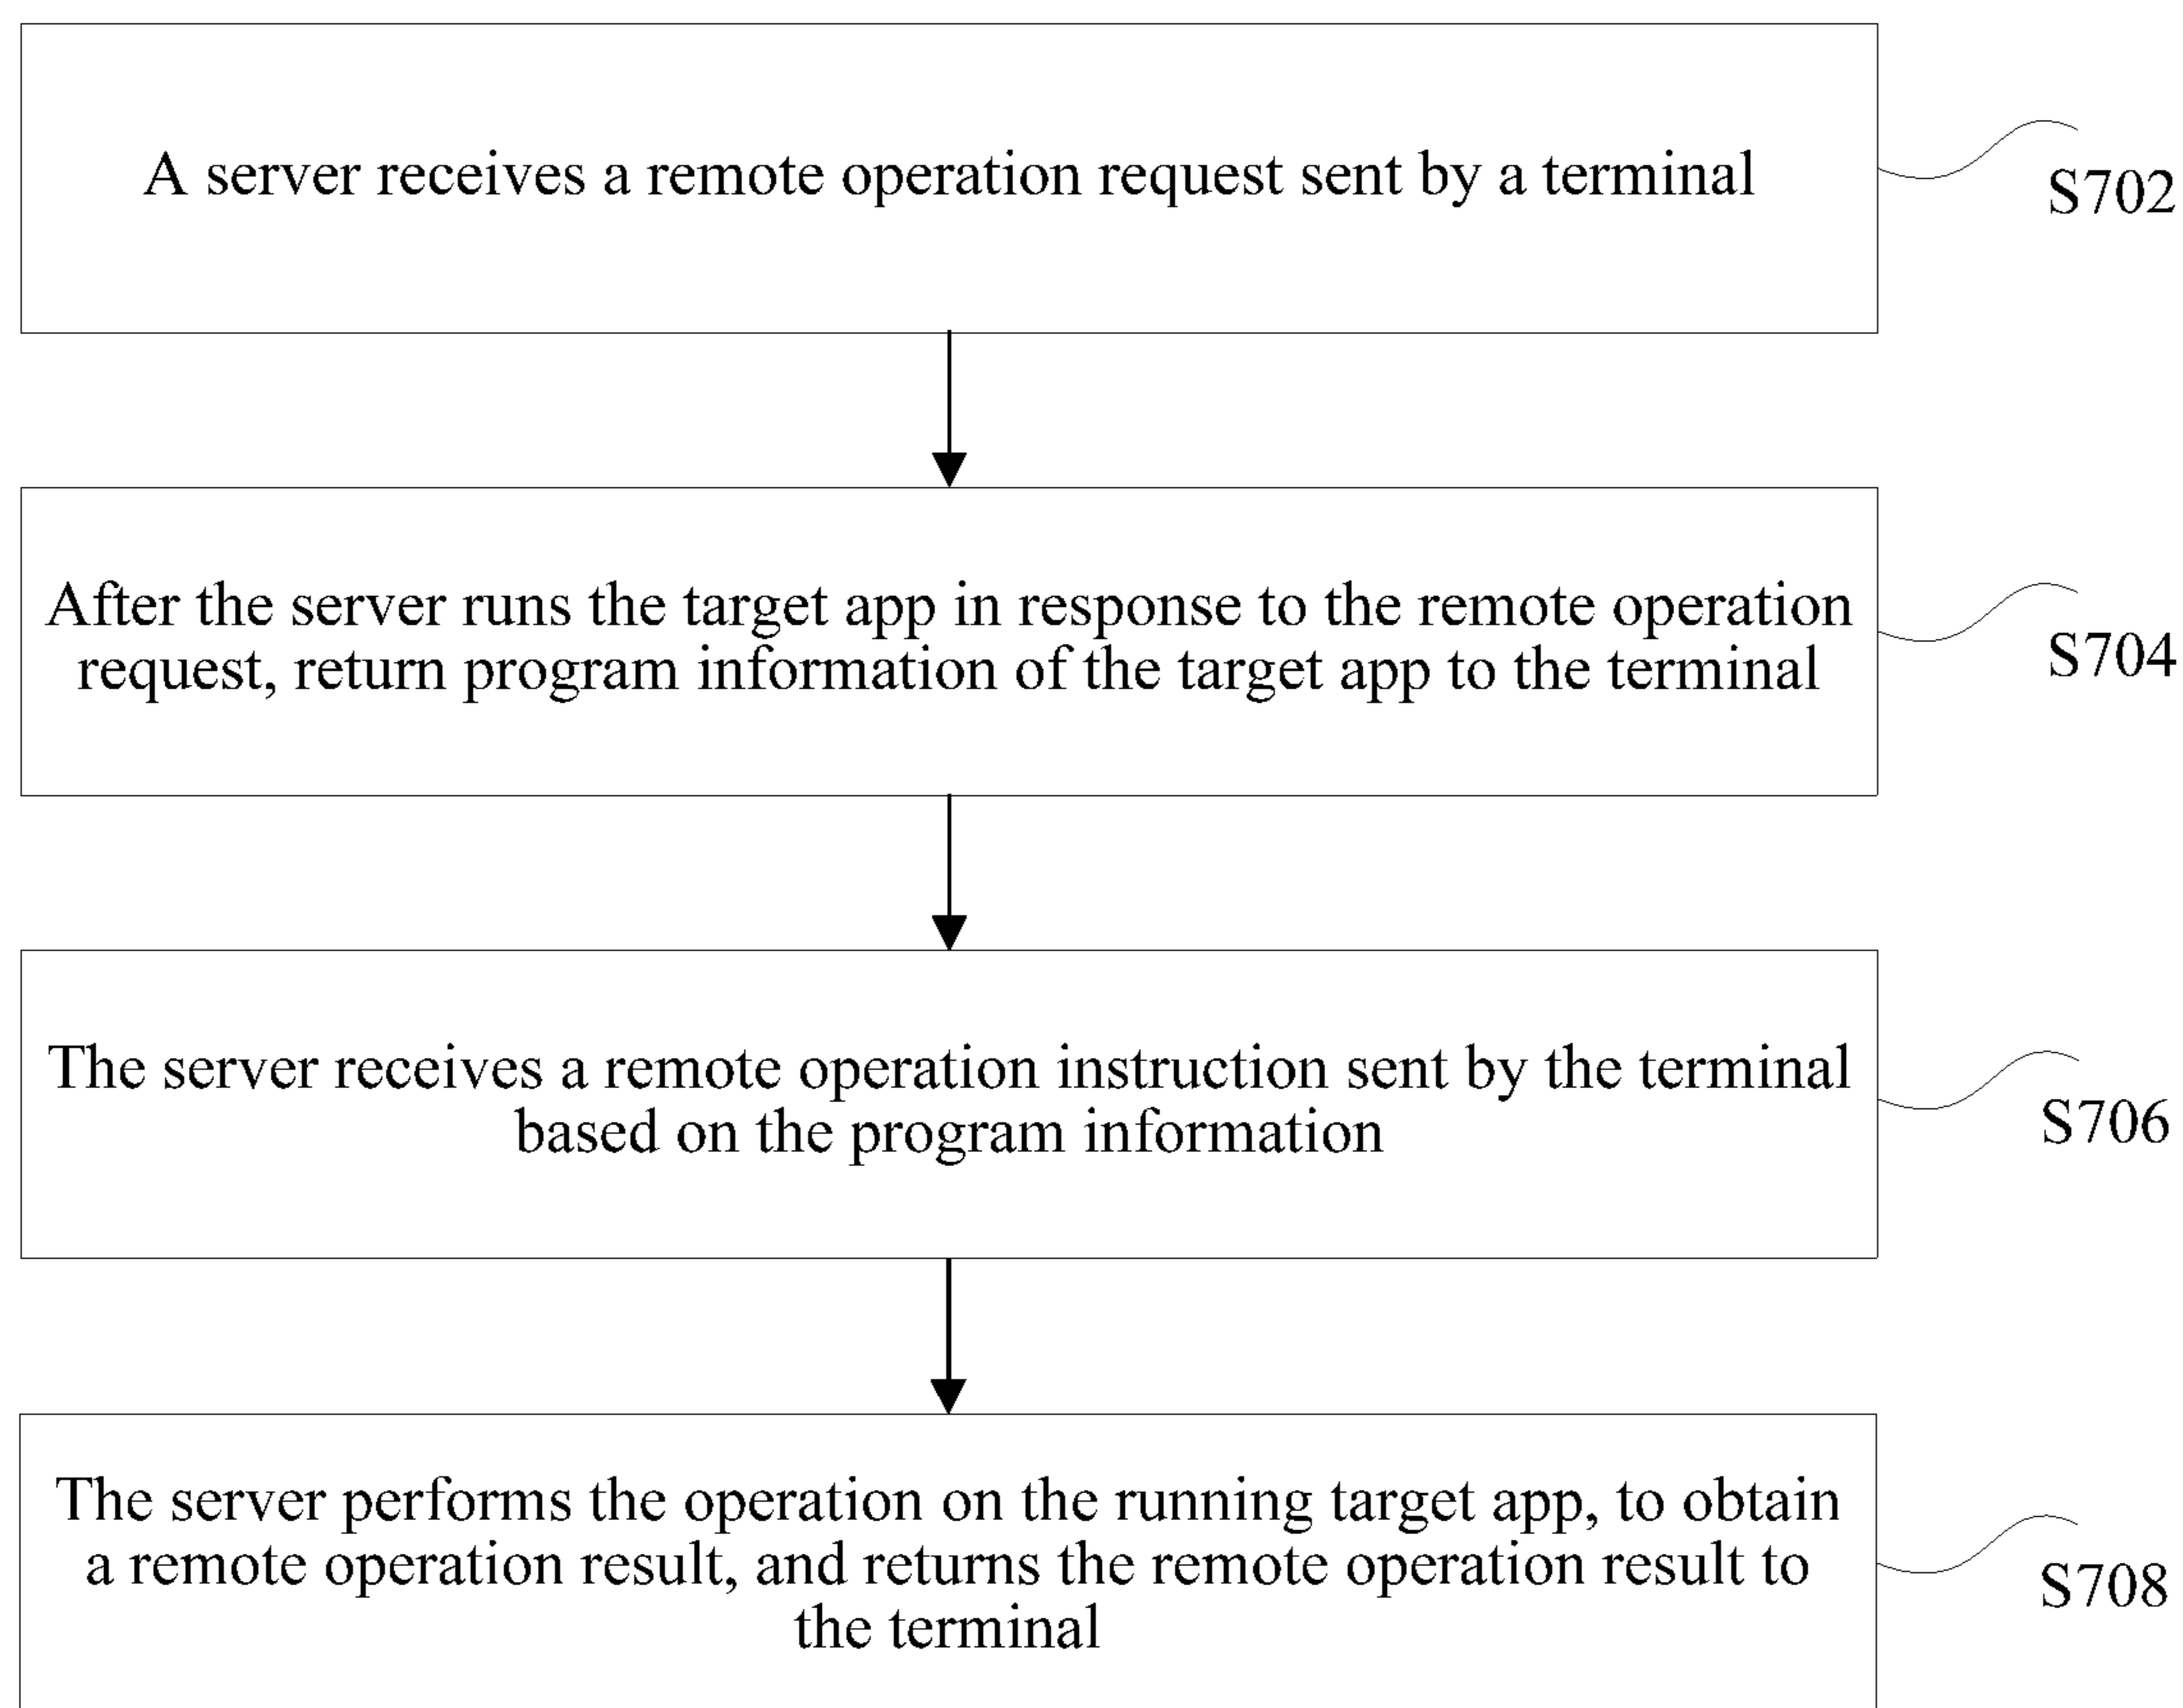 A server receives a remote operation request sent by a terminal
S702
After the server runs the target app in response to the remote operation
request, return program information of the target app to the terminal
S704
The server receives a remote operation instruction sent by the terminal
based on the program information
S706
The server performs the operation on the running target app, to obtain
a remote operation result, and returns the remote operation result to
the terminal
S708